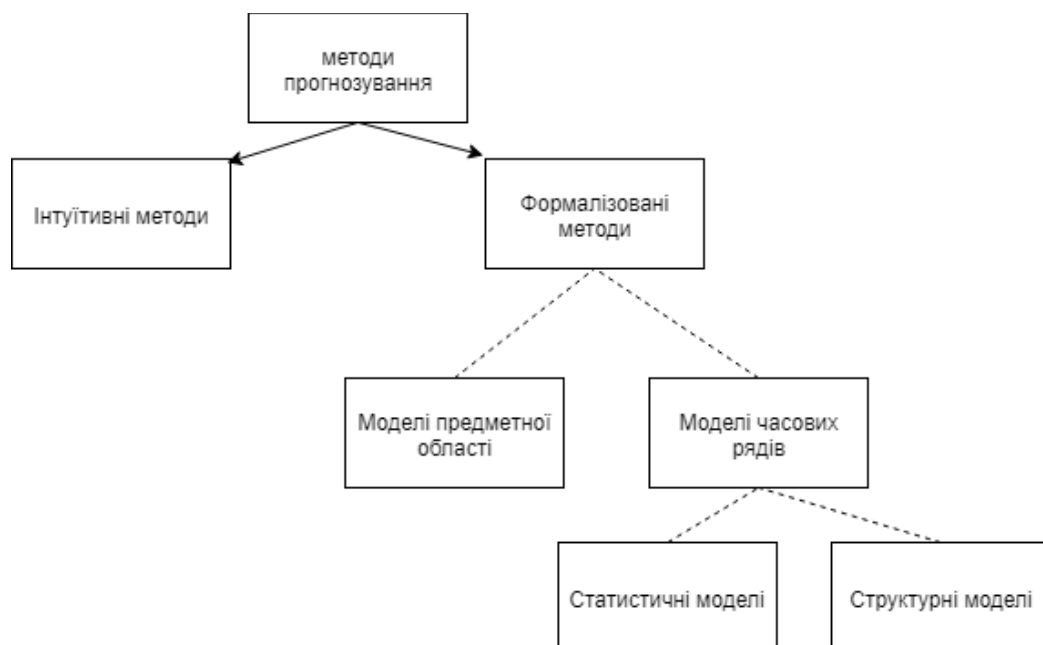 методи
прогнозування
Інтуїтивні методи
Формалізовані
методи
Моделі предметної
області
Моделі часових
рядів
Статистичні моделі
Структурні моделі